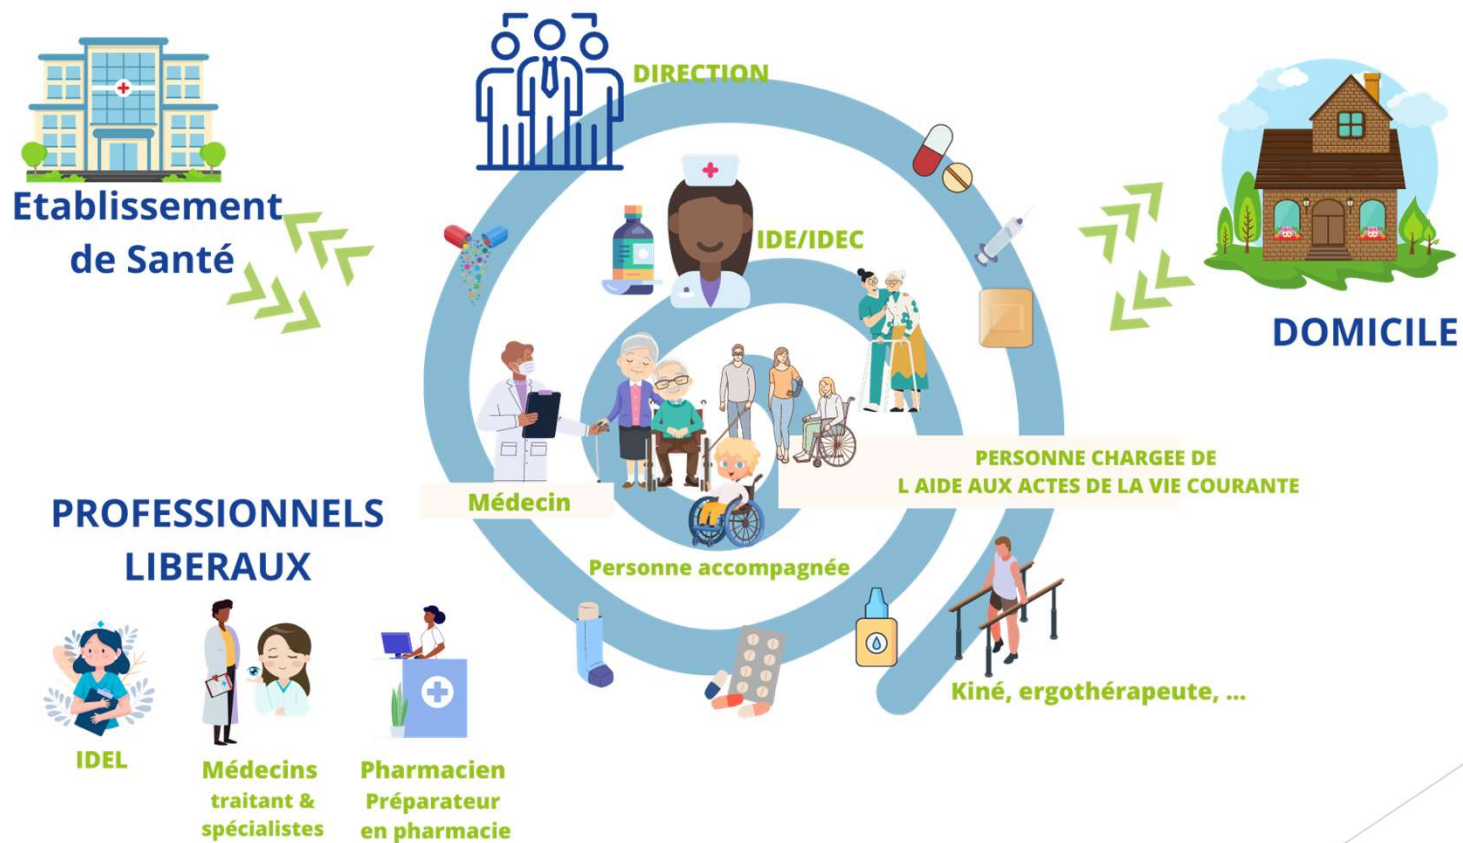 DIRECTION
Etablissement
de Santé
IDE/IDEC
DOMICILE
PERSONNE CHARGEE DE
L AIDE AUX ACTES DE LA VIE COURANTE
Médecin
PROFESSIONNELS
LIBERAUX
Personne accompagnée
Kiné, ergothérapeute, ...
IDEL
Médecins
traitant &
spécialistes
Pharmacien
Préparateur
en pharmacie